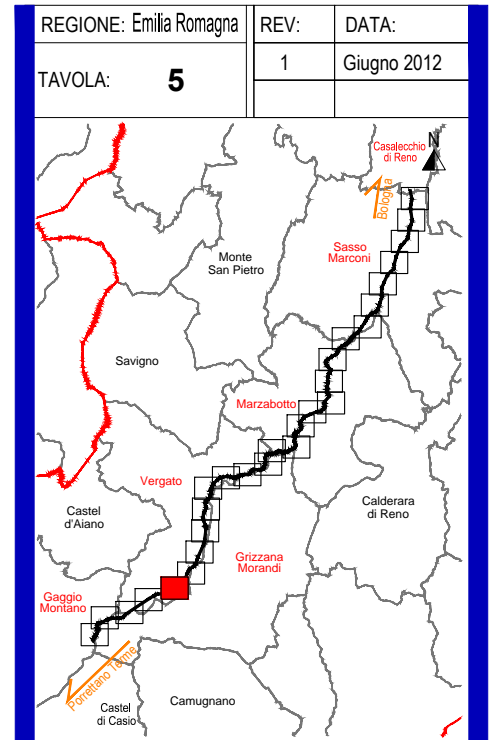 REGIONE: Emilia Romagna
REV:
DATA:
TAVOLA: 5
1
Giugno 2012
Casalecchio
di Reno
N
Bologna
Sasso
Marconi
Monte
San Pietro
Savigno
Marzabotto
Vergato
Castel
d'Aiano
Calderara
di Reno
Grizzana
Morandi
Gaggio
Montano
Porrettano Terme
Castel
di Casio
Camugnano